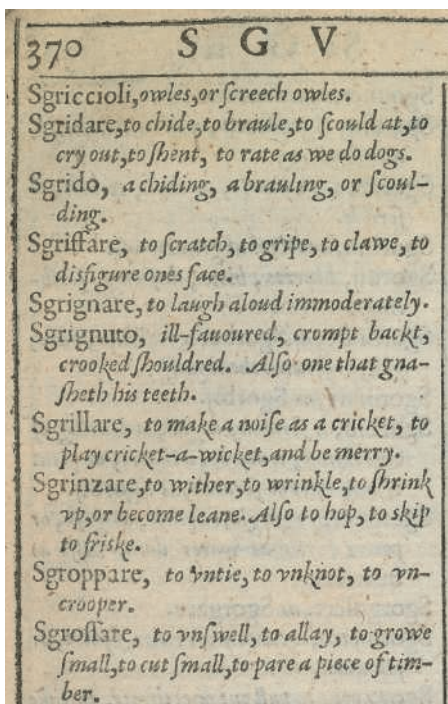 370 S G V
Sgriccioli, owles, or ſcreech owles.
Sgridare, to chide, to braule, to ſcould at, to
cry out, to ſhent, to rate as we do dogs.
Sgrido, a chiding, a brauling, or ſcoul-
ding.
Sgriffare, to ſcratch, to gripe, to clawe, to
disfigure ones face.
Sgrignare, to laugh aloud immoderately.
Sgrignuto, ill-fauoured, crompt backt,
crooked ſhouldred. Alſo one that gna-
ſheth his teeth.
Sgrillare, to make a noiſe as a cricket, to
play cricket-a-wicket, and be merry.
Sgrinzare, to wither, to wrinkle, to ſhrink
vp, or become leane. Alſo to hop, to skip
to friske.
Sgroppare, to vntie, to vnknot, to vn-
crooper.
Sgroſſare, to vnſwell, to allay, to growe
ſmall, to cut ſmall, to pare a piece of tim-
ber.